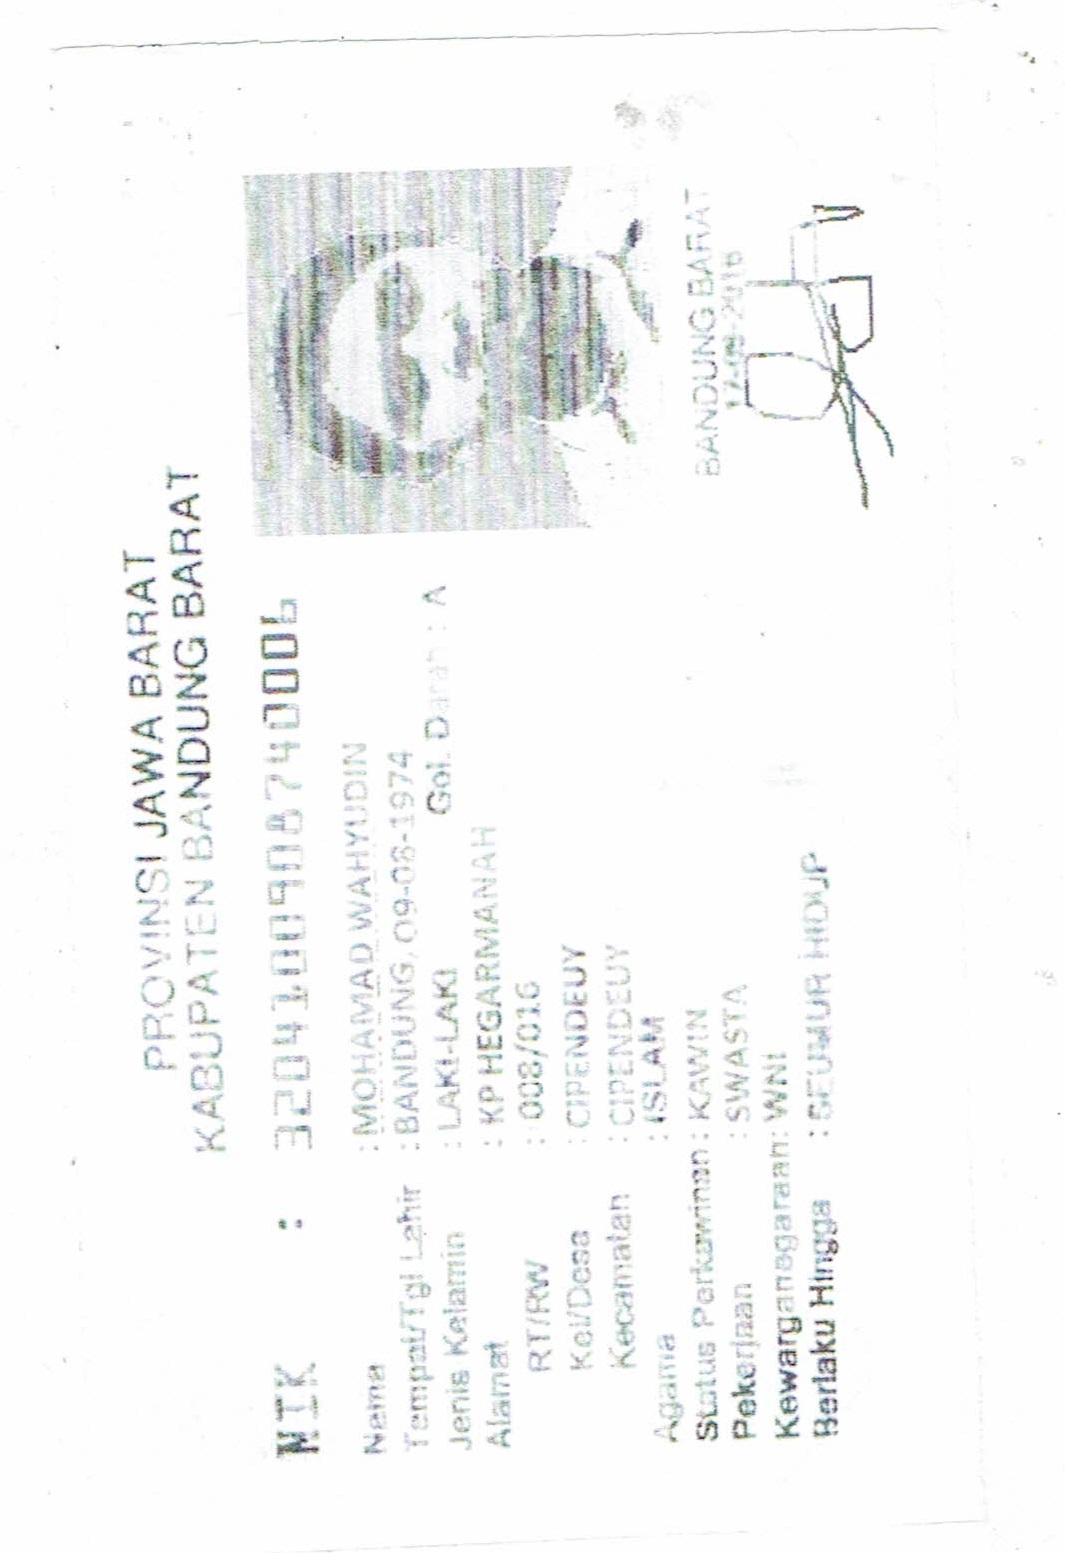 PROVINSI JAWA BARAT
KABUPATEN BANDUNG BARAT
NIK : 3204100908740006
Nama : MOHAMAD WAHYUDIN
Tempat/Tgl Lahir : BANDUNG, 09-08-1974
Jenis Kelamin : LAKI-LAKI Gol. Darah : A
Alamat : KP HEGARMANAH
RT/RW : 008/016
Kel/Desa : CIPENDEUY
Kecamatan : CIPENDEUY
Agama : ISLAM
Status Perkawinan : KAWIN
Pekerjaan : SWASTA
Kewarganegaraan: WNI
Berlaku Hingga : SEUMUR HIDUP
BANDUNG BARAT